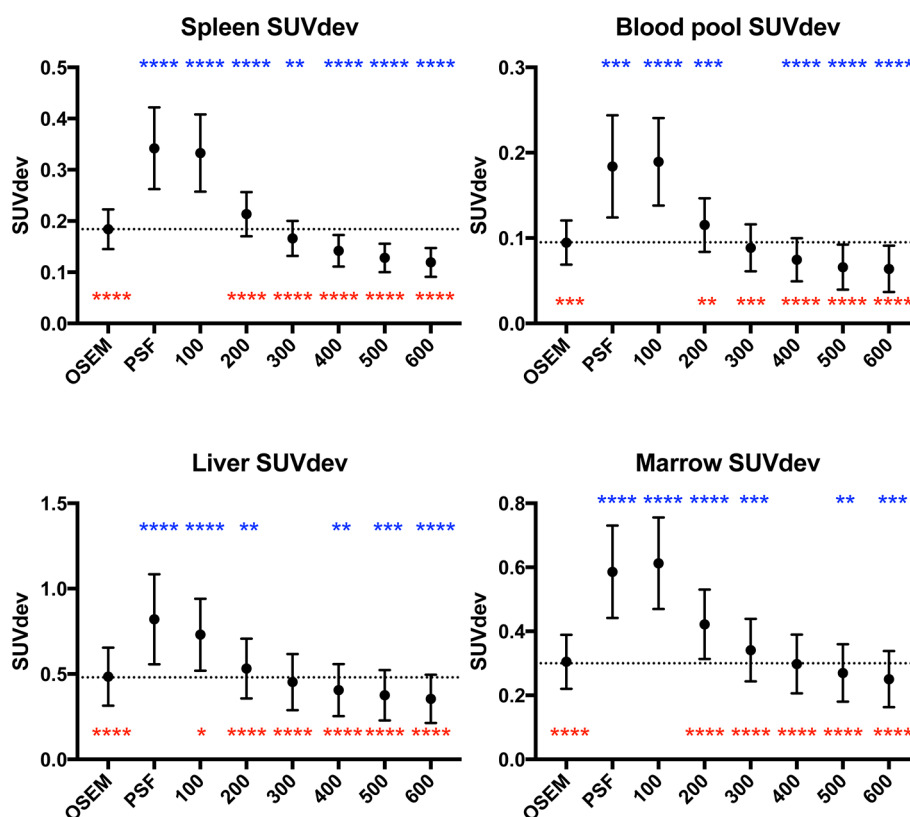 Spleen SUVdev
**** **** **** ** **** **** ****
0.5
0.4
0.3
0.2
0.1
0.0
SUVdev
**** **** **** **** **** ****
OSEM PSF 100 200 300 400 500 600
Blood pool SUVdev
*** **** *** **** **** ****
0.3
0.2
0.1
0.0
SUVdev
*** ** *** **** **** ****
OSEM PSF 100 200 300 400 500 600
Liver SUVdev
**** **** ** ** *** ****
1.5
1.0
0.5
0.0
SUVdev
**** * **** **** **** **** ****
OSEM PSF 100 200 300 400 500 600
Marrow SUVdev
**** **** **** *** ** ***
0.8
0.6
0.4
0.2
0.0
SUVdev
**** **** **** **** **** ****
OSEM PSF 100 200 300 400 500 600